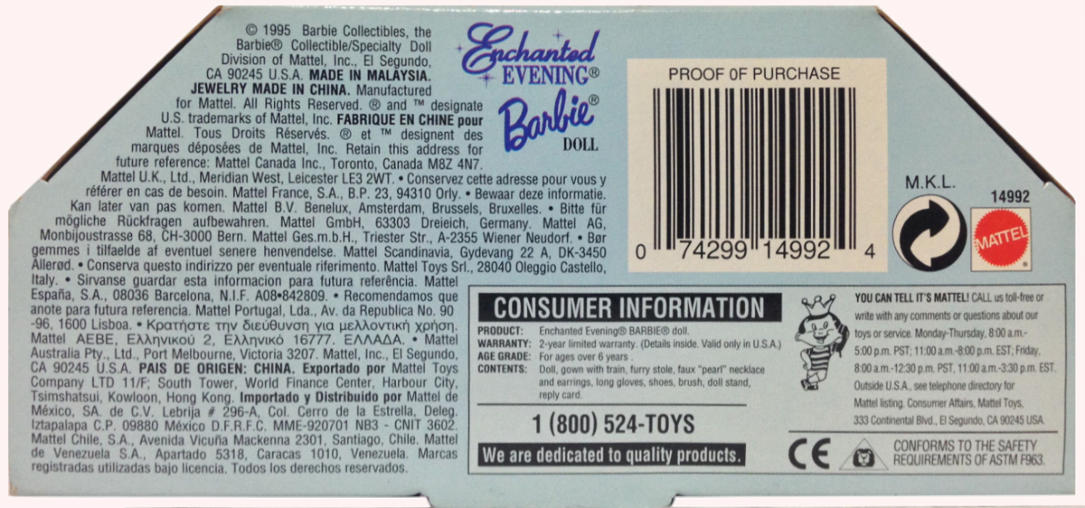 © 1995 Barbie Collectibles, the
Barbie® Collectible/Specialty Doll
Division of Mattel, Inc., El Segundo,
CA 90245 U.S.A. MADE IN MALAYSIA.
JEWELRY MADE IN CHINA. Manufactured
for Mattel. All Rights Reserved. ® and ™ designate
U.S. trademarks of Mattel, Inc. FABRIQUE EN CHINE pour
Mattel. Tous Droits Réservés. ® et ™ designent des
marques déposées de Mattel, Inc. Retain this address for
future reference: Mattel Canada Inc., Toronto, Canada M8Z 4N7.
Mattel U.K., Ltd., Meridian West, Leicester LE3 2WT. • Conservez cette adresse pour vous y
référer en cas de besoin. Mattel France, S.A., B.P. 23, 94310 Orly. • Bewaar deze informatie.
Kan later van pas komen. Mattel B.V. Benelux, Amsterdam, Brussels, Bruxelles. • Bitte für
mögliche Rückfragen aufbewahren. Mattel GmbH, 63303 Dreieich, Germany. Mattel AG,
Monbijoustrasse 68, CH-3000 Bern. Mattel Ges.m.b.H., Triester Str., A-2355 Wiener Neudorf. • Bør
gemmes i tilfaelde af eventuel senere henvendelse. Mattel Scandinavia, Gydevang 22 A, DK-3450
Allerød. • Conserva questo indirizzo per eventuale riferimento. Mattel Toys Srl., 28040 Oleggio Castello,
Italy. • Sirvanse guardar esta informacion para futura referência. Mattel
España, S.A., 08036 Barcelona, N.I.F. A08•842809. • Recomendamos que
anote para futura referencia. Mattel Portugal, Lda., Av. da Republica No. 90
-96, 1600 Lisboa. • Κρατήστε την διεύθυνση για μελλοντική χρήση.
Mattel AEBE, Ελληνικού 2, Ελληνικό 16777. ΕΛΛΑΔΑ. • Mattel
Australia Pty., Ltd., Port Melbourne, Victoria 3207. Mattel, Inc., El Segundo,
CA 90245 U.S.A. PAIS DE ORIGEN: CHINA. Exportado por Mattel Toys
Company LTD 11/F; South Tower, World Finance Center, Harbour City,
Tsimshatsui, Kowloon, Hong Kong. Importado y Distribuido por Mattel de
México, SA. de C.V. Lebrija # 296-A, Col. Cerro de la Estrella, Deleg.
Iztapalapa C.P. 09880 México D.F.R.F.C. MME-920701 NB3 - CNIT 3602.
Mattel Chile, S.A., Avenida Vicuña Mackenna 2301, Santiago, Chile. Mattel
de Venezuela S.A., Apartado 5318, Caracas 1010, Venezuela. Marcas
registradas utilizadas bajo licencia. Todos los derechos reservados.
Enchanted
EVENING®
Barbie®
DOLL
PROOF OF PURCHASE
0 74299 14992 4
M.K.L.
14992
MATTEL®
CONSUMER INFORMATION
PRODUCT: Enchanted Evening® BARBIE® doll.
WARRANTY: 2-year limited warranty. (Details inside. Valid only in U.S.A.)
AGE GRADE: For ages over 6 years.
CONTENTS: Doll, gown with train, furry stole, faux "pearl" necklace
and earrings, long gloves, shoes, brush, doll stand,
reply card.
1 (800) 524-TOYS
We are dedicated to quality products.
YOU CAN TELL IT'S MATTEL! CALL us toll-free or
write with any comments or questions about our
toys or service. Monday-Thursday, 8:00 a.m.-
5:00 p.m. PST; 11:00 a.m.-8:00 p.m. EST; Friday,
8:00 a.m.-12:30 p.m. PST, 11:00 a.m.-3:30 p.m. EST.
Outside U.S.A., see telephone directory for
Mattel listing. Consumer Affairs, Mattel Toys,
333 Continental Blvd., El Segundo, CA 90245 USA.
CE
CONFORMS TO THE SAFETY
REQUIREMENTS OF ASTM F963.